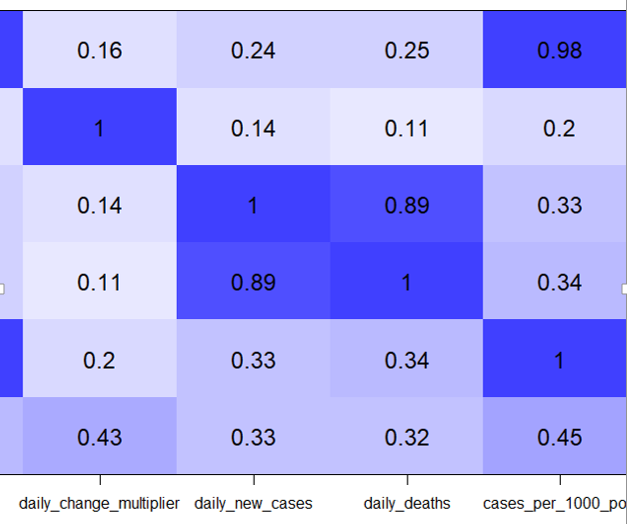 0.16 0.24 0.25 0.98
1 0.14 0.11 0.2
0.14 1 0.89 0.33
0.11 0.89 1 0.34
0.2 0.33 0.34 1
0.43 0.33 0.32 0.45
daily_change_multiplier daily_new_cases daily_deaths cases_per_1000_po